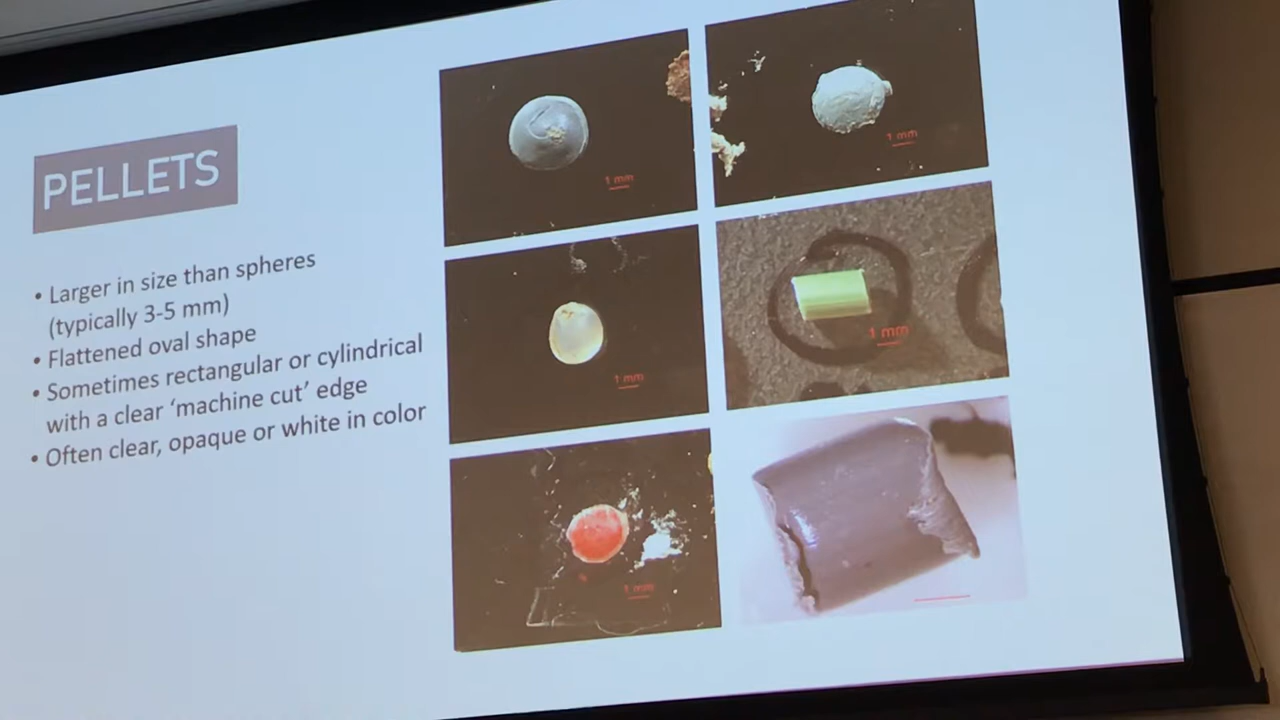 PELLETS
• Larger in size than spheres
(typically 3-5 mm)
• Flattened oval shape
• Sometimes rectangular or cylindrical
with a clear ‘machine cut’ edge
• Often clear, opaque or white in color
1 mm
1 mm
1 mm
1 mm
1 mm